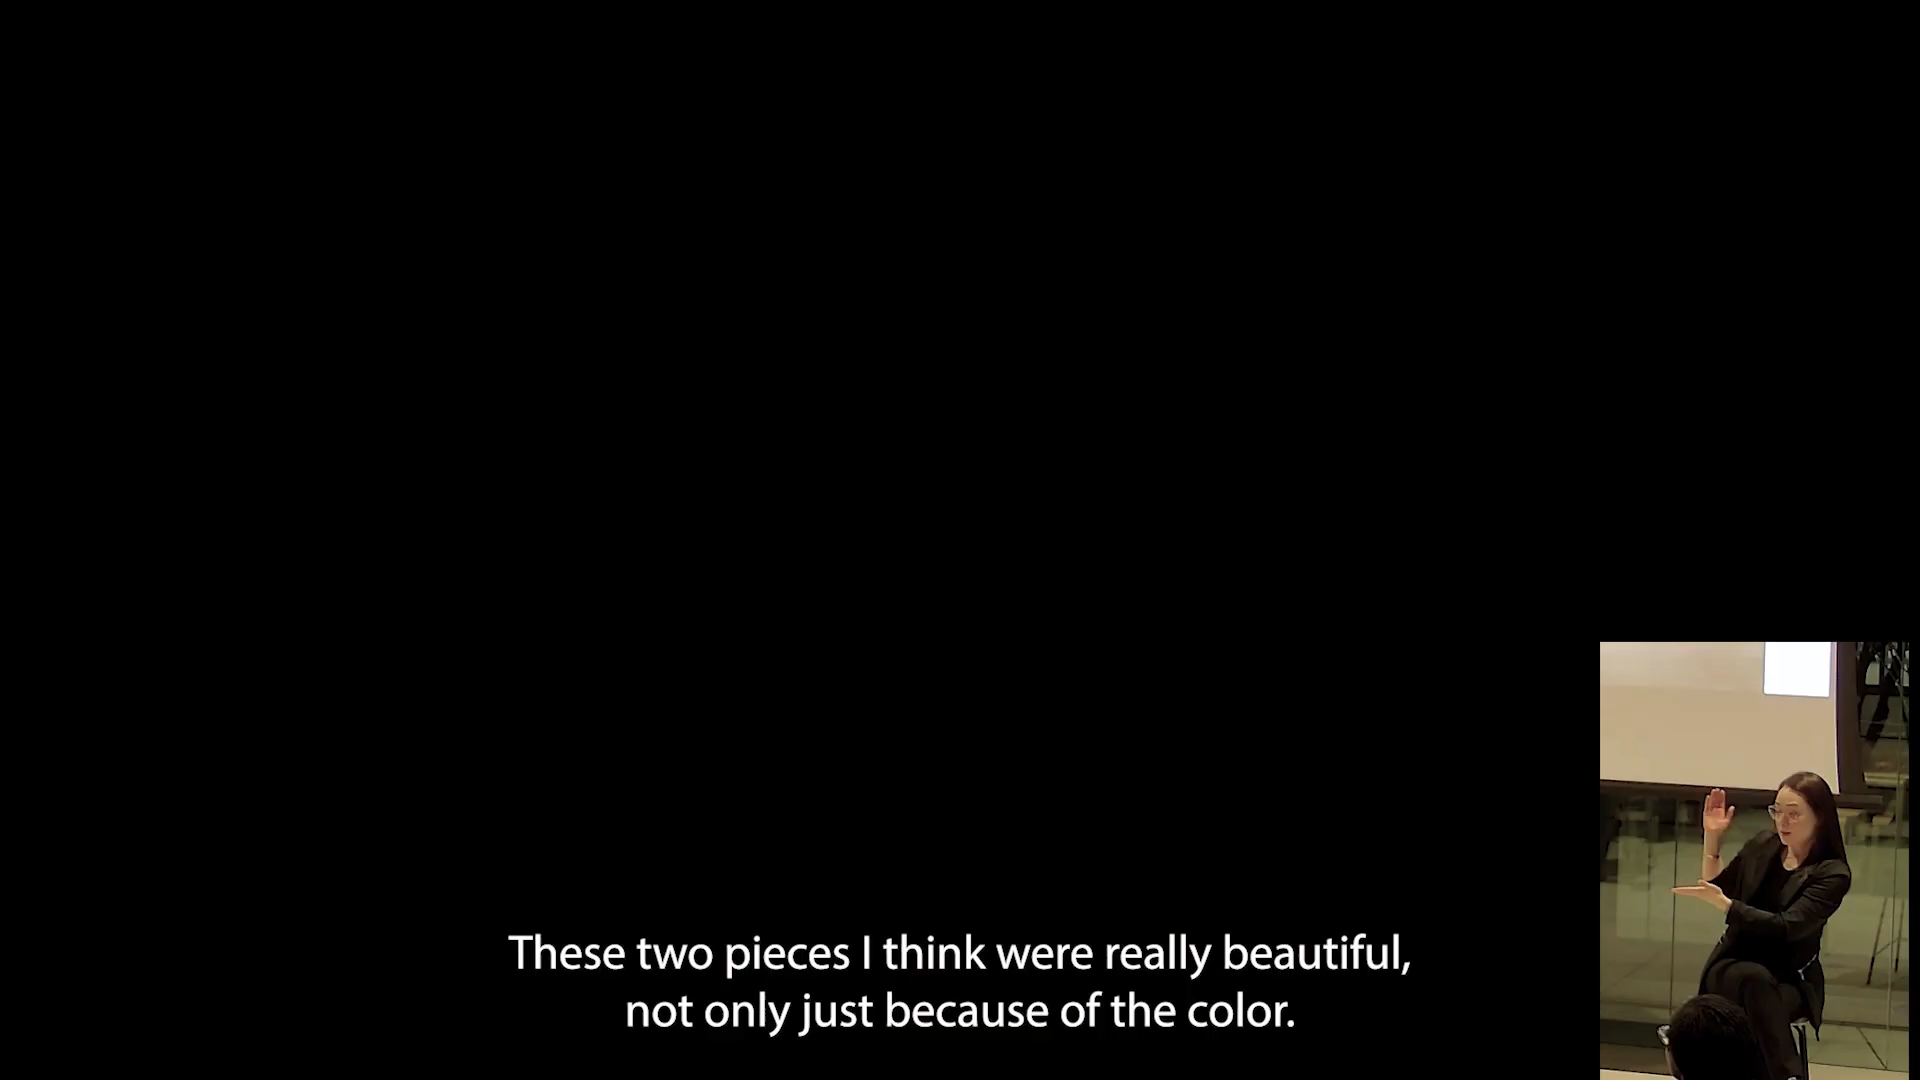 These two pieces I think were really beautiful,
not only just because of the color.